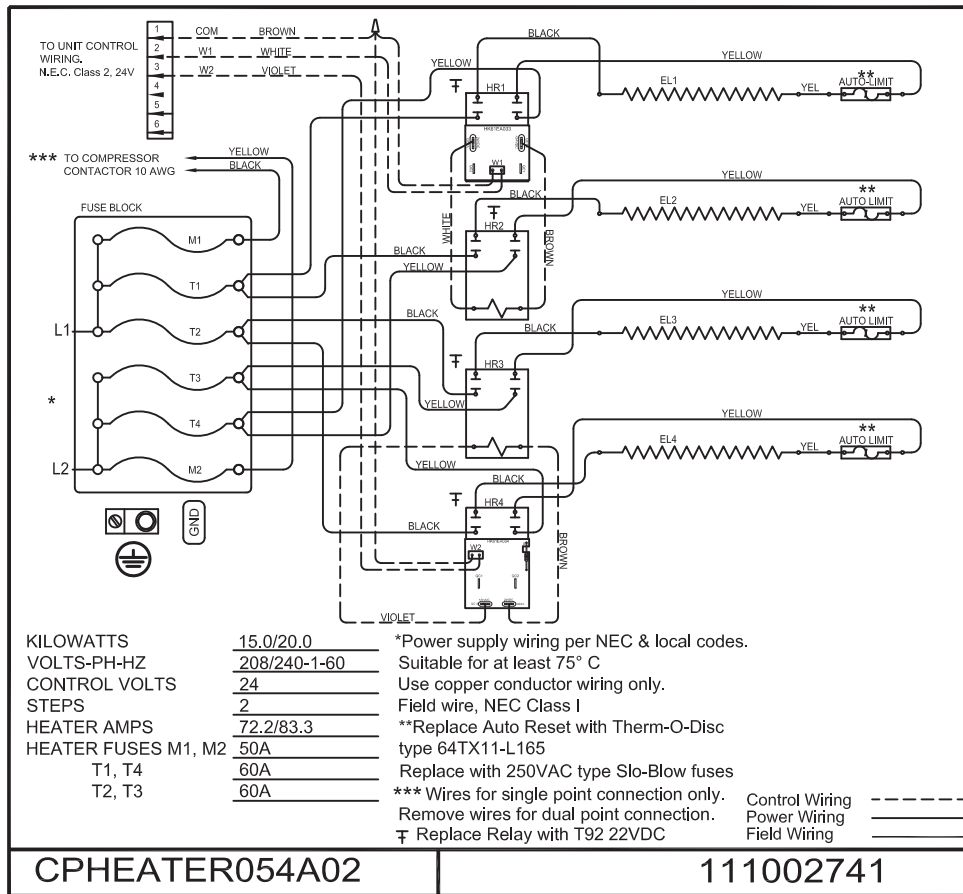 1
2
3
4
5
6
TO UNIT CONTROL
WIRING.
N.E.C. Class 2, 24V
COM BROWN
W1 WHITE
W2 VIOLET
*** TO COMPRESSOR
CONTACTOR 10 AWG
YELLOW
BLACK
FUSE BLOCK
M1
T1
T2
T3
T4
M2
L1
*
L2
GND
BLACK
YELLOW
YELLOW
HR1
EL1
YEL
**
AUTO-LIMIT
W1
WHITE
BROWN
BLACK
YELLOW
HR2
EL2
YEL
**
AUTO LIMIT
BLACK
YELLOW
BLACK
BLACK
YELLOW
HR3
EL3
YEL
**
AUTO LIMIT
YELLOW
YELLOW
BLACK
YELLOW
HR4
EL4
YEL
**
AUTO LIMIT
BLACK
W2
BROWN
VIOLET
KILOWATTS 15.0/20.0
VOLTS-PH-HZ 208/240-1-60
CONTROL VOLTS 24
STEPS 2
HEATER AMPS 72.2/83.3
HEATER FUSES M1, M2 50A
T1, T4 60A
T2, T3 60A
*Power supply wiring per NEC & local codes.
Suitable for at least 75° C
Use copper conductor wiring only.
Field wire, NEC Class I
**Replace Auto Reset with Therm-O-Disc
type 64TX11-L165
Replace with 250VAC type Slo-Blow fuses
*** Wires for single point connection only.
Remove wires for dual point connection.
Replace Relay with T92 22VDC
Control Wiring
Power Wiring
Field Wiring
CPHEATER054A02
111002741